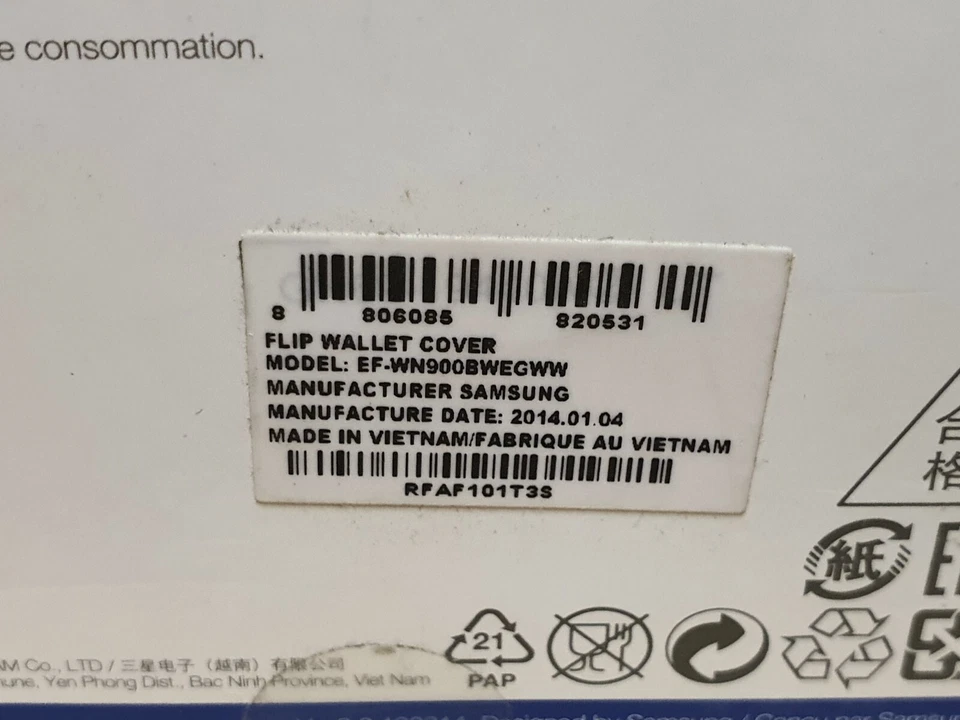 e consommation.
8 806085 820531
FLIP WALLET COVER
MODEL: EF-WN900BWEGWW
MANUFACTURER SAMSUNG
MANUFACTURE DATE: 2014.01.04
MADE IN VIETNAM/FABRIQUE AU VIETNAM
RFAF101T3S
合
格
紙
21
PAP
AM Co., LTD / 三星电子（越南）有限公司
nune, Yen Phong Dist., Bac Ninh Province, Viet Nam